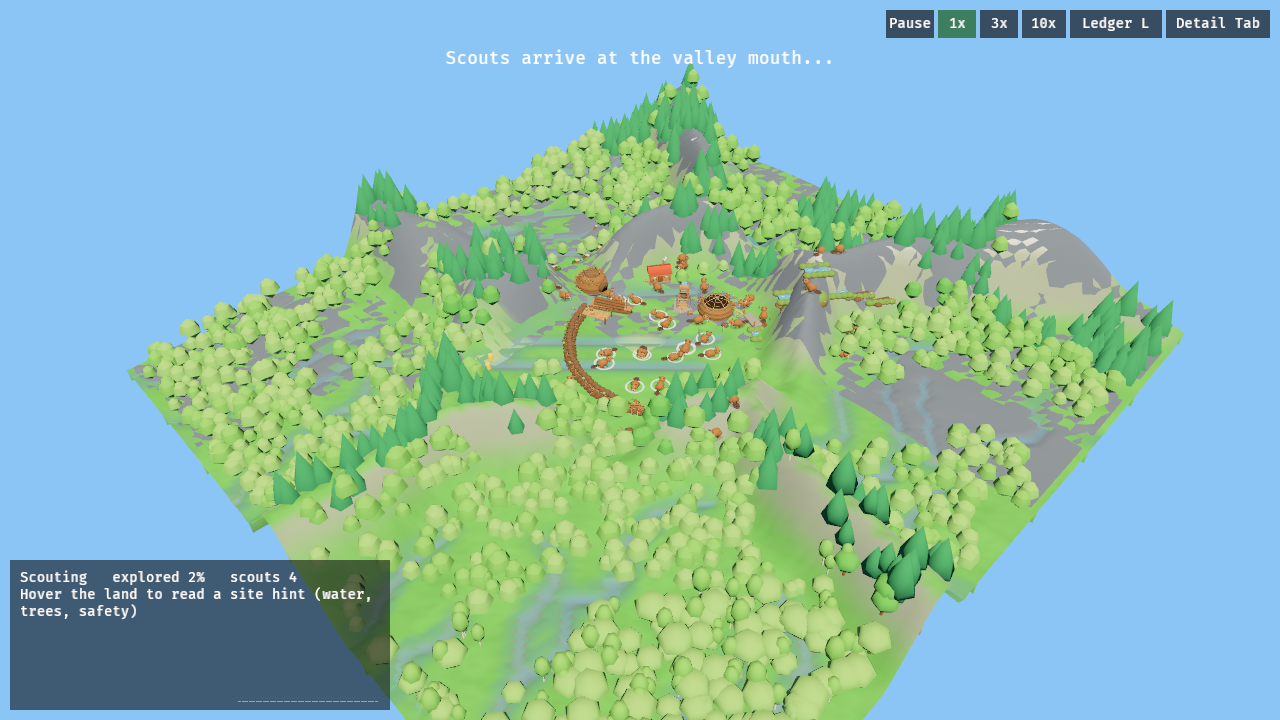 Pause 1x 3x 10x Ledger L Detail Tab
Scouts arrive at the valley mouth...
Scouting explored 2% scouts 4
Hover the land to read a site hint (water,
trees, safety)